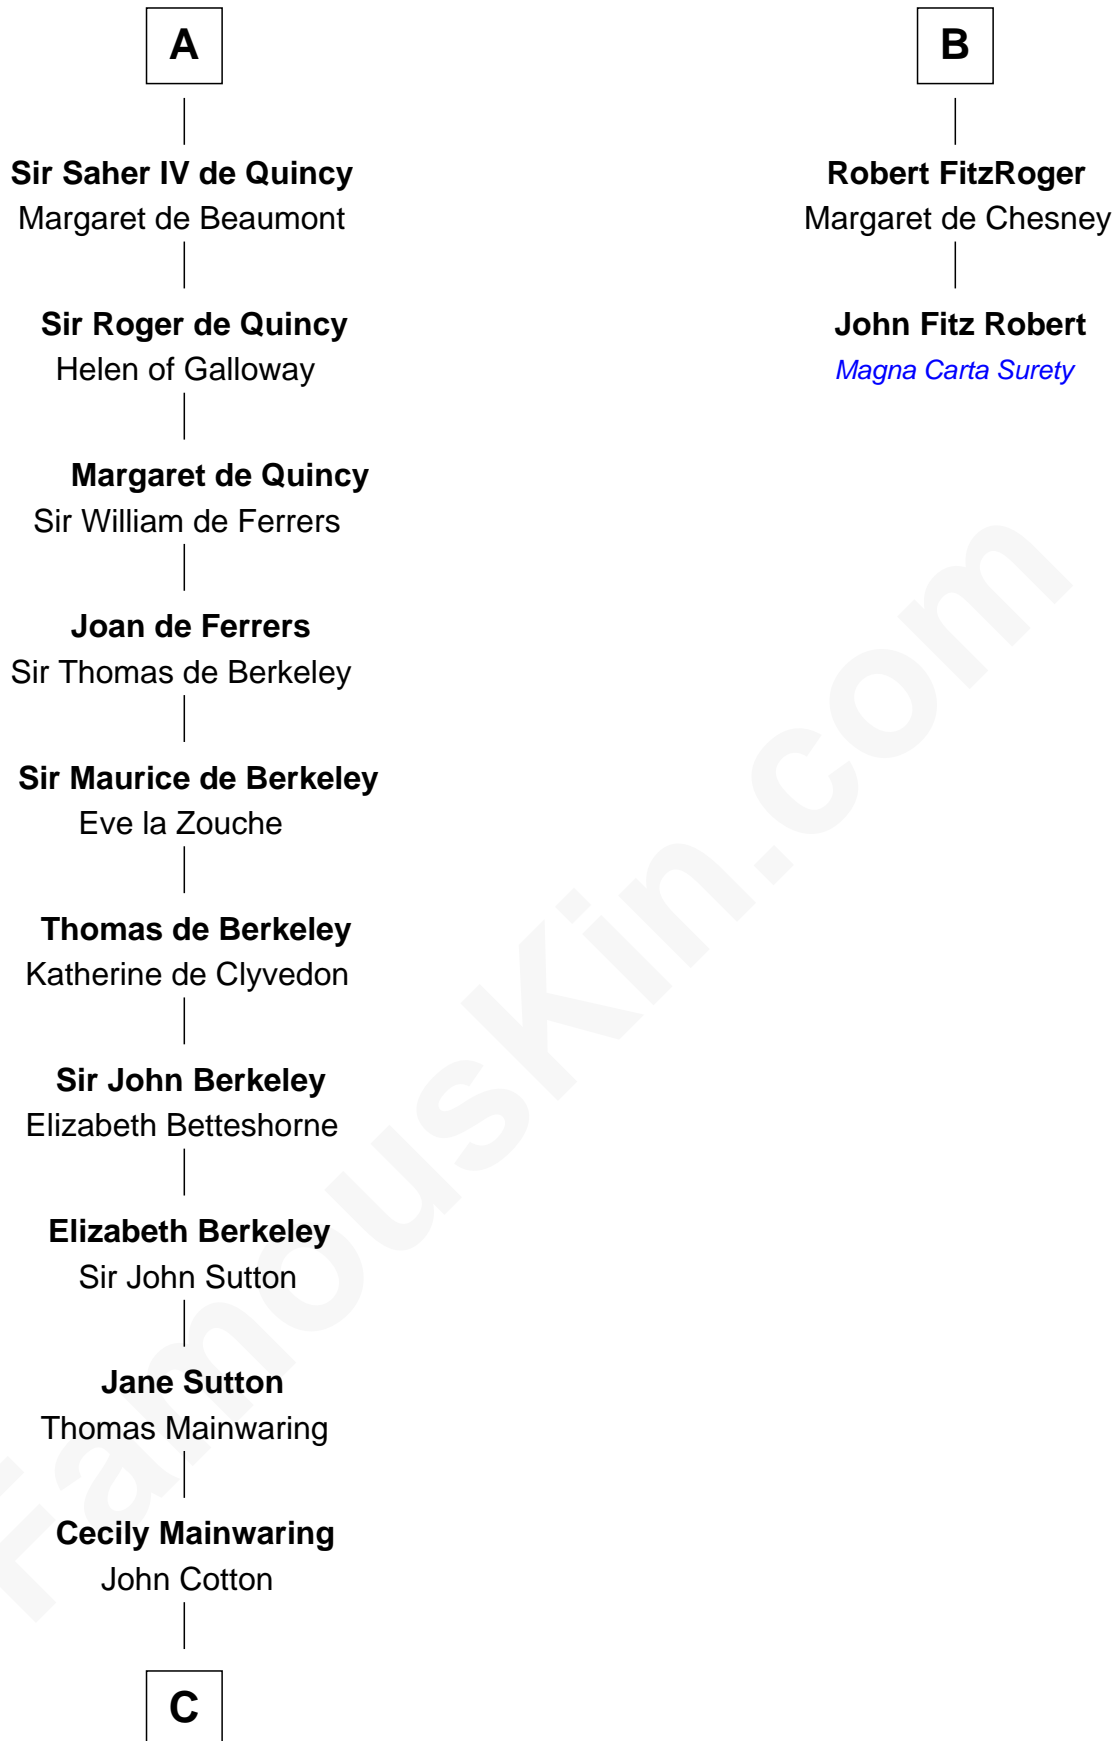 A
Sir Saher IV de Quincy
Margaret de Beaumont
Sir Roger de Quincy
Helen of Galloway
Margaret de Quincy
Sir William de Ferrers
Joan de Ferrers
Sir Thomas de Berkeley
Sir Maurice de Berkeley
Eve la Zouche
Thomas de Berkeley
Katherine de Clyvedon
Sir John Berkeley
Elizabeth Betteshorne
Elizabeth Berkeley
Sir John Sutton
Jane Sutton
Thomas Mainwaring
Cecily Mainwaring
John Cotton
C
B
Robert FitzRoger
Margaret de Chesney
John Fitz Robert
Magna Carta Surety
FamousKin.com